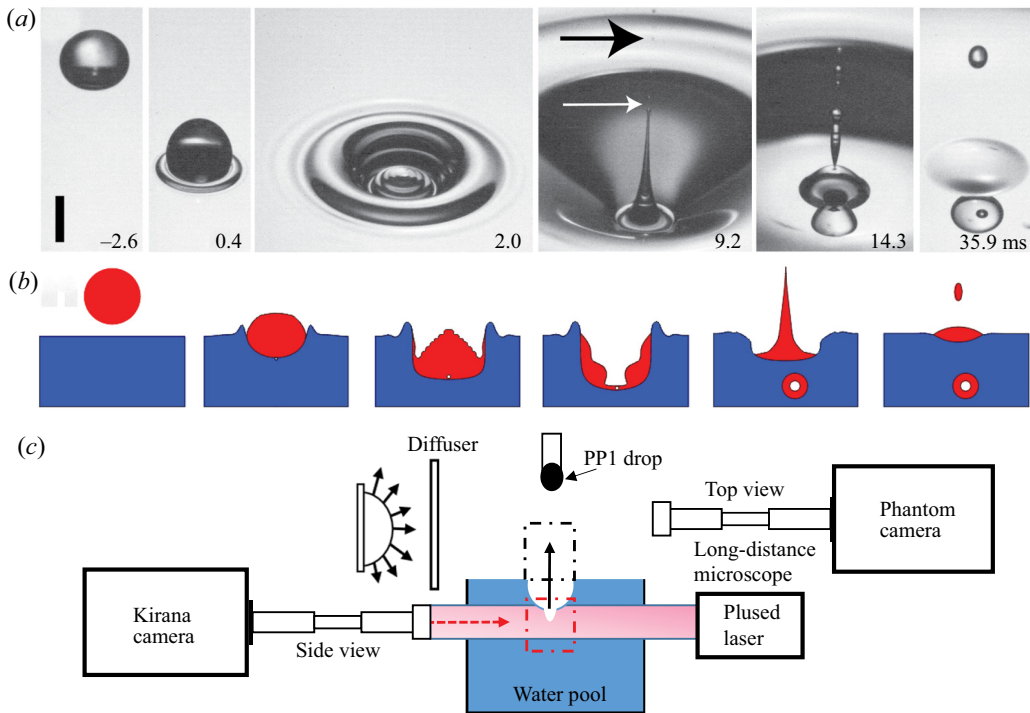 (a)
−2.6
0.4
2.0
9.2
14.3
35.9 ms
(b)
(c)
Diffuser
PP1 drop
Top view
Phantom
camera
Long-distance
microscope
Kirana
camera
Side view
Plused
laser
Water pool